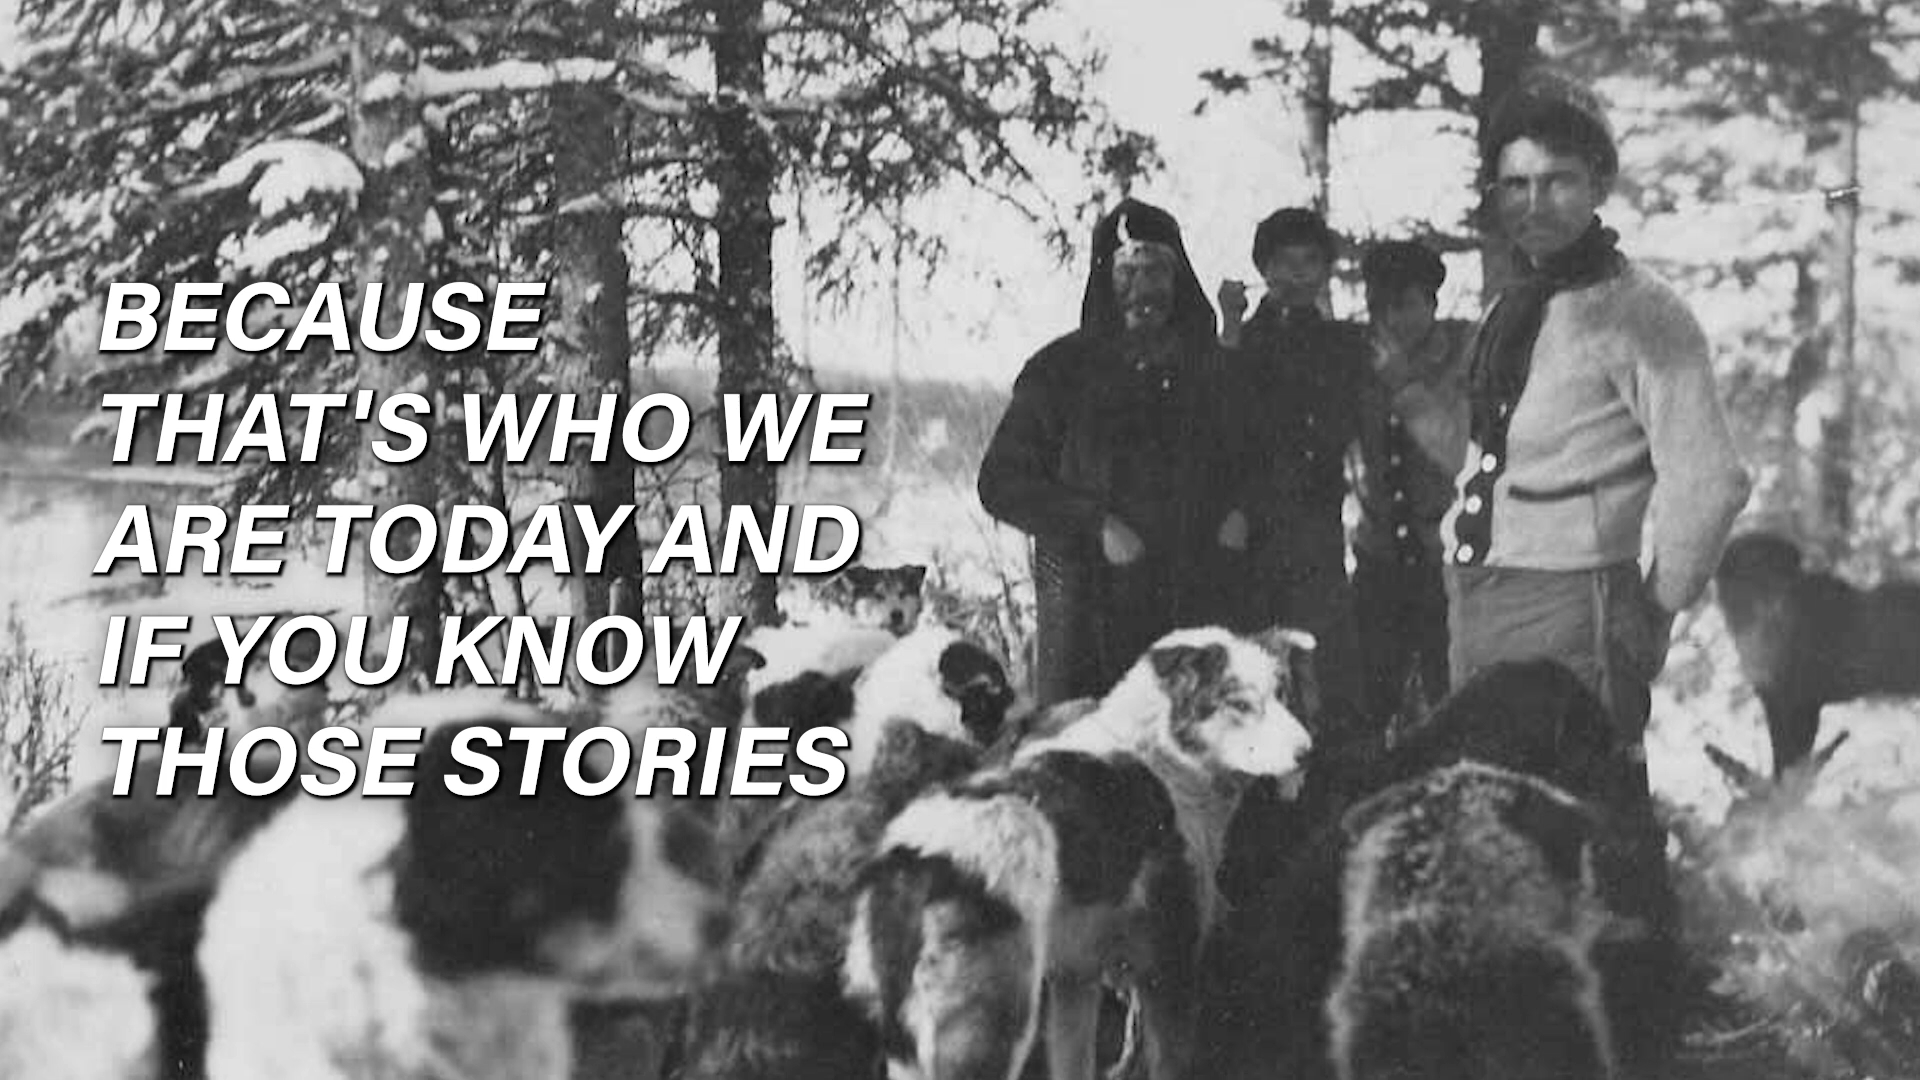 BECAUSE
THAT'S WHO WE
ARE TODAY AND
IF YOU KNOW
THOSE STORIES